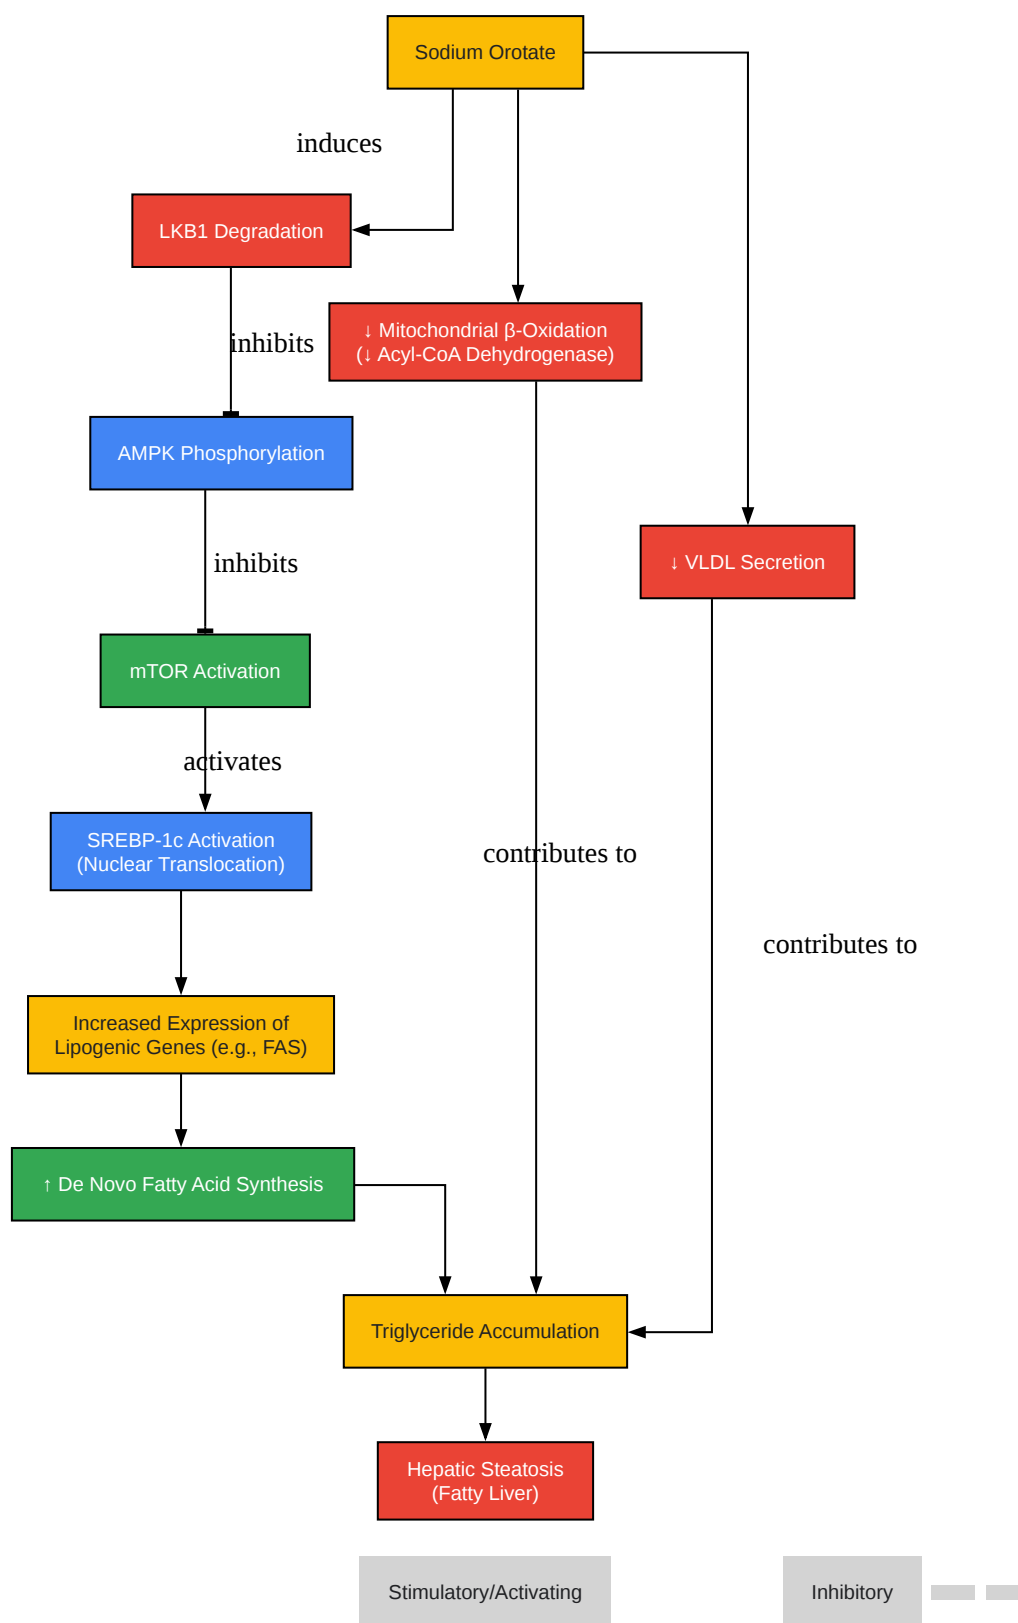 Sodium Orotate
induces
LKB1 Degradation
inhibits
↓ Mitochondrial β-Oxidation
(↓ Acyl-CoA Dehydrogenase)
AMPK Phosphorylation
inhibits
↓ VLDL Secretion
mTOR Activation
activates
SREBP-1c Activation
(Nuclear Translocation)
contributes to
contributes to
Increased Expression of
Lipogenic Genes (e.g., FAS)
↑ De Novo Fatty Acid Synthesis
Triglyceride Accumulation
Hepatic Steatosis
(Fatty Liver)
Stimulatory/Activating
Inhibitory